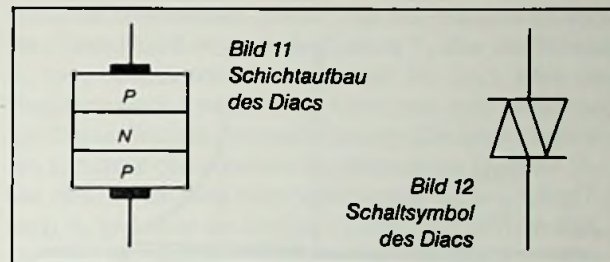 Bild 11
Schichtaufbau
des Diacs
P
N
P
Bild 12
Schaltsymbol
des Diacs